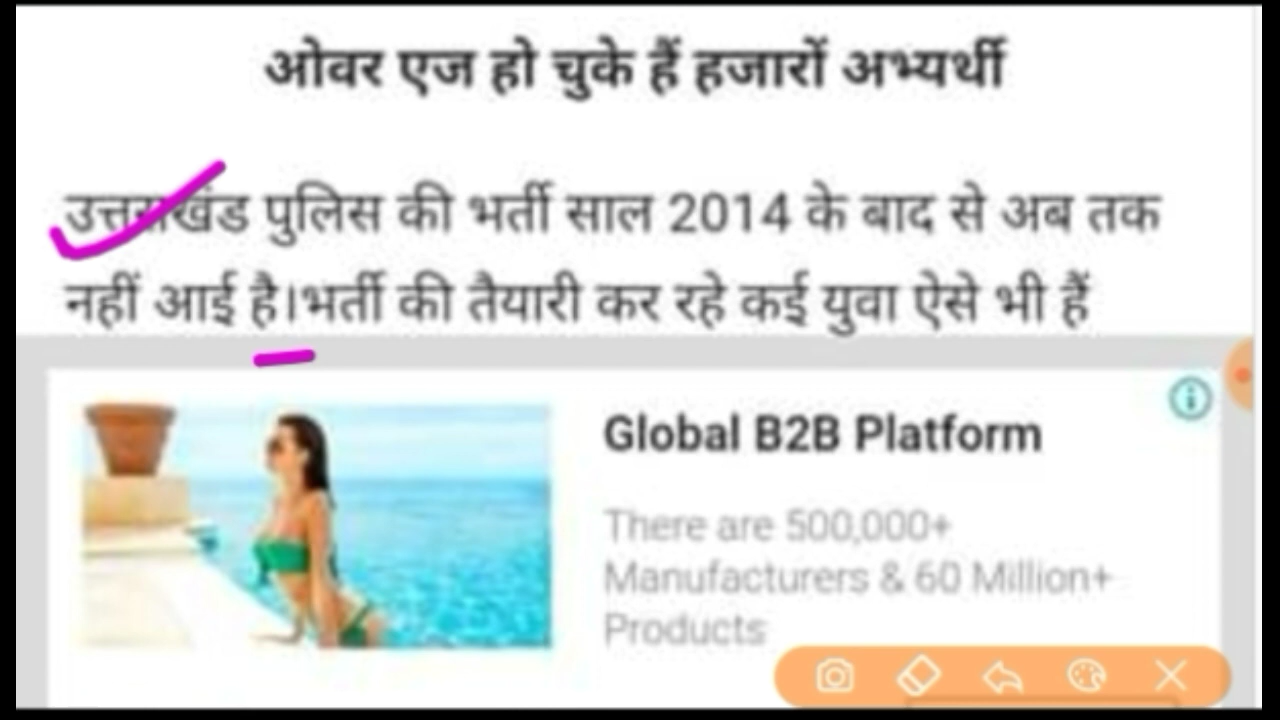 ओवर एज हो चुके हैं हजारों अभ्यर्थी
उत्तराखंड पुलिस की भर्ती साल 2014 के बाद से अब तक
नहीं आई है।भर्ती की तैयारी कर रहे कई युवा ऐसे भी हैं
Global B2B Platform
There are 500,000+
Manufacturers & 60 Million+
Products